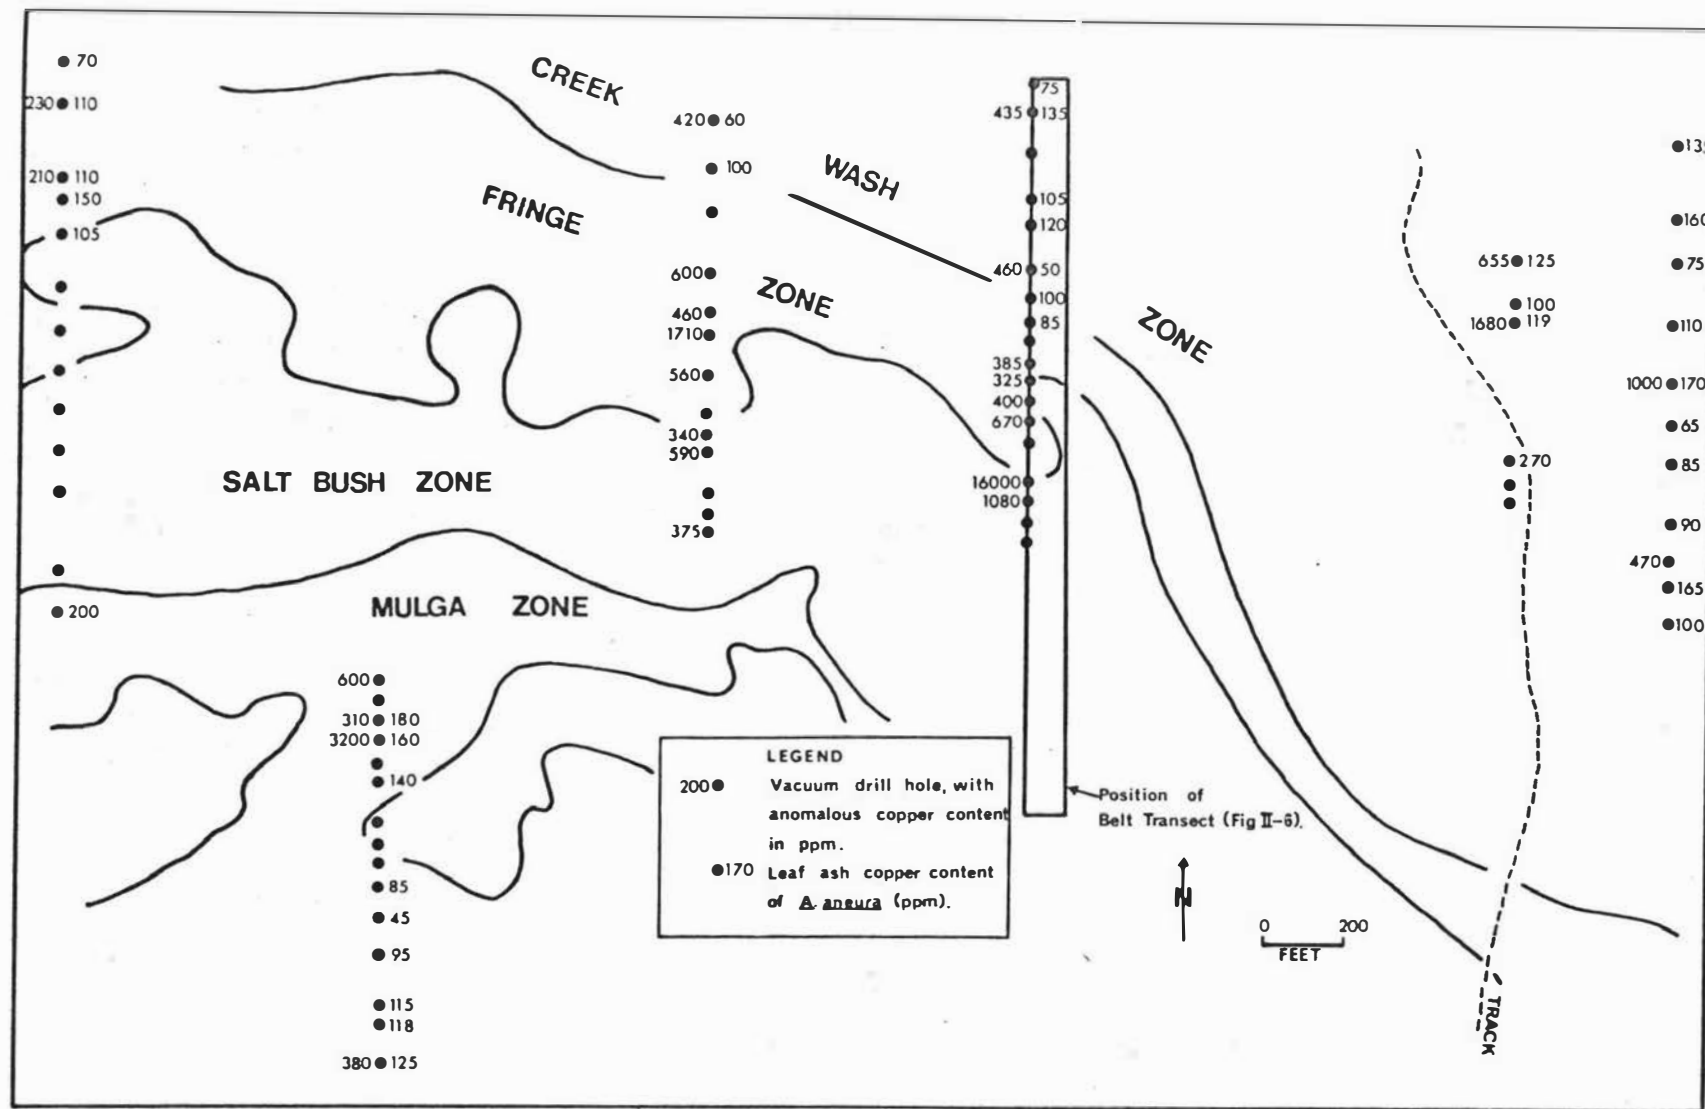 70
230 110
210 110
150
105
200
CREEK
WASH
ZONE
FRINGE
ZONE
SALT BUSH ZONE
MULGA ZONE
600
310 180
3200 160
140
85
45
95
115
118
380 125
420 60
100
600
460
1710
560
340
590
375
75
435 135
105
120
460 50
100
85
385
325
400
670
16000
1080
655 125
100
1680 119
270
160
75
110
1000 170
65
85
90
470
165
100
LEGEND
200 Vacuum drill hole, with
anomalous copper content
in ppm.
170 Leaf ash copper content
of A. aneura (ppm).
Position of
Belt Transect (Fig II-6).
N
0 200
FEET
TRACK